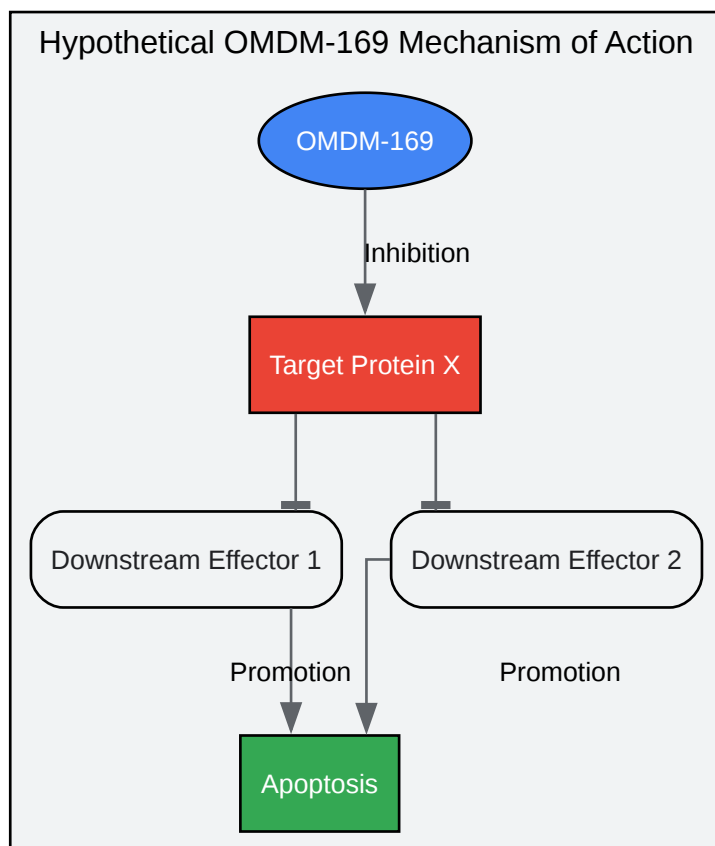 Hypothetical OMDM-169 Mechanism of Action
OMDM-169
Inhibition
Target Protein X
Downstream Effector 1
Downstream Effector 2
Promotion
Promotion
Apoptosis